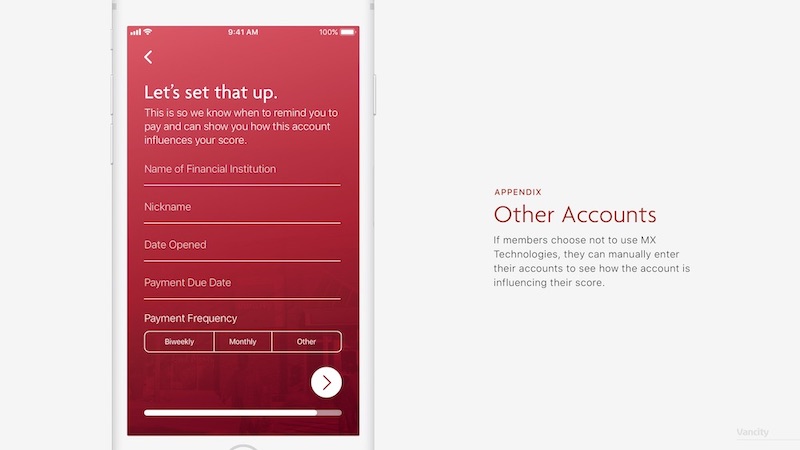 9:41 AM
100%
Let's set that up.
This is so we know when to remind you to
pay and can show you how this account
influences your score.
Name of Financial Institution
Nickname
Date Opened
Payment Due Date
Payment Frequency
Biweekly Monthly Other
APPENDIX
Other Accounts
If members choose not to use MX
Technologies, they can manually enter
their accounts to see how the account is
influencing their score.
Vancity